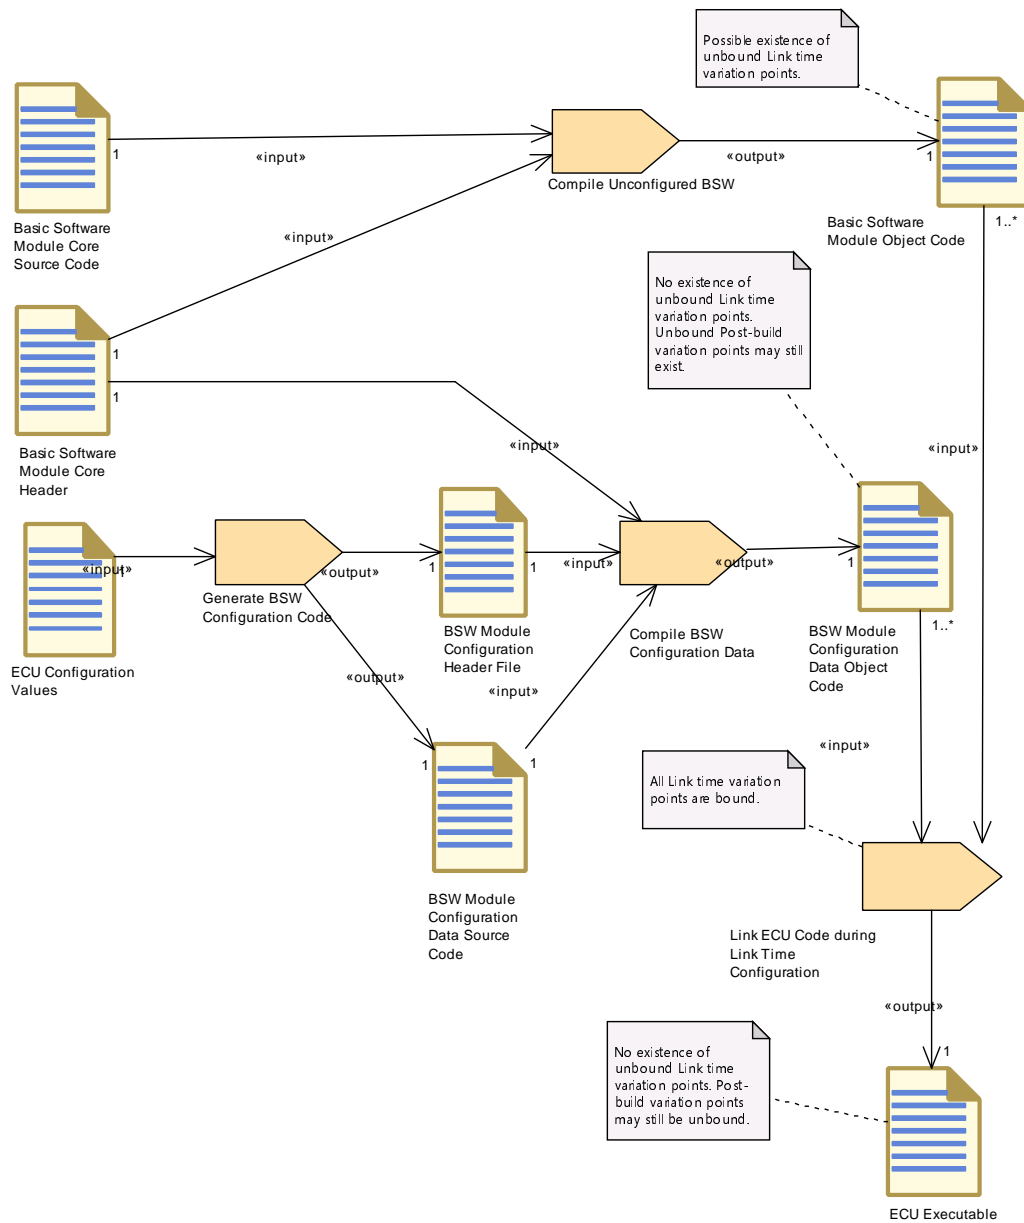 Possible existence of
unbound Link time
variation points.
1
«input»
«output»
1
Compile Unconfigured BSW
Basic Software
Module Core
Source Code
Basic Software
Module Object Code
1..*
«input»
No existence of
unbound Link time
variation points.
Unbound Post-build
variation points may still
exist.
1
1
«input»
«input»
Basic Software
Module Core
Header
«input»
1
«output»
1
1
«input»
«output»
1
Generate BSW
Configuration Code
BSW Module
Configuration
Header File
Compile BSW
Configuration Data
BSW Module
Configuration
Data Object
Code
1..*
ECU Configuration
Values
«output»
«input»
1
1
«input»
All Link time variation
points are bound.
BSW Module
Configuration
Data Source
Code
Link ECU Code during
Link Time
Configuration
«output»
1
No existence of
unbound Link time
variation points. Post-
build variation points
may still be unbound.
ECU Executable